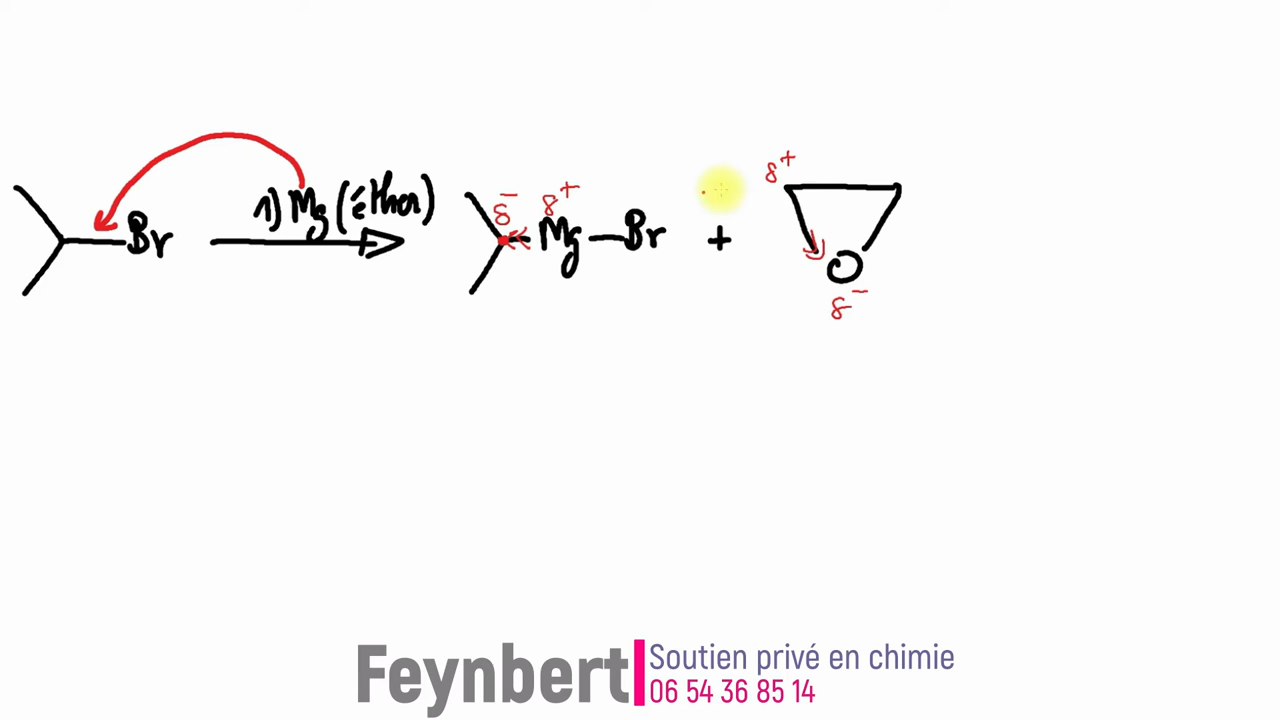 δ+
1) Mg (éther)
Br
δ- δ+
Mg — Br + O
δ-
Feynbert
Soutien privé en chimie
06 54 36 85 14